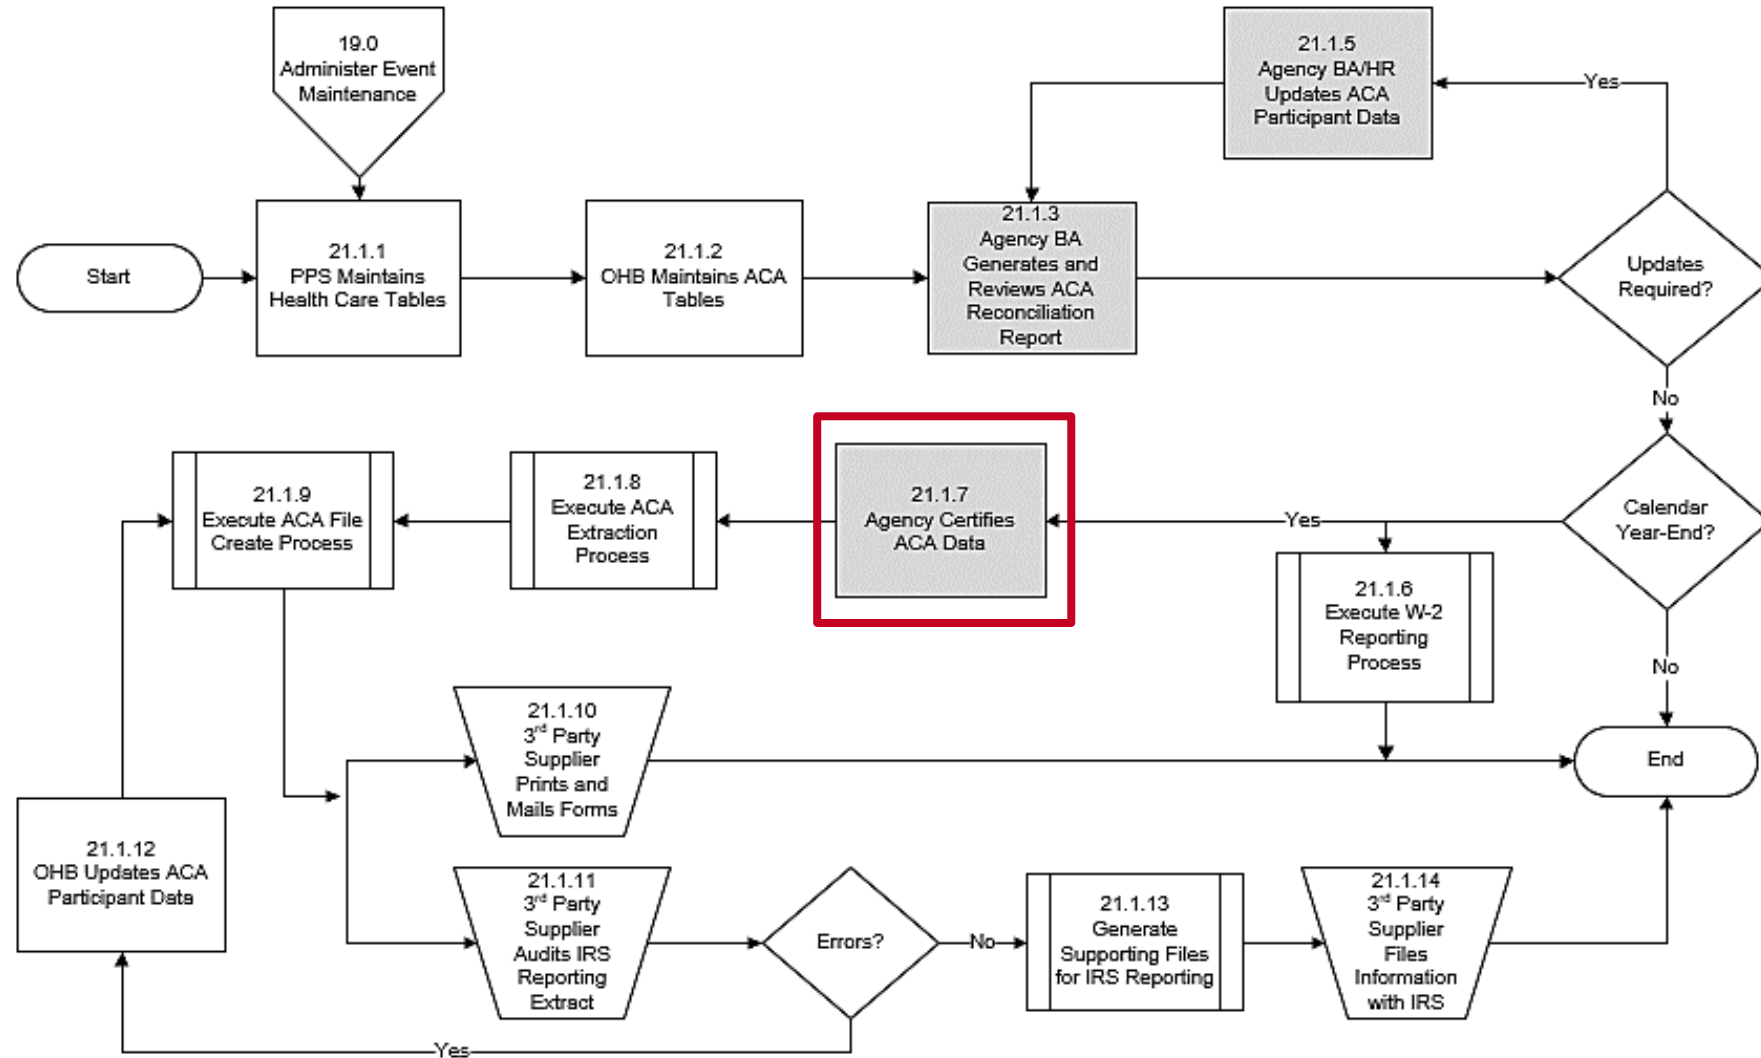 19.0
Administer Event
Maintenance
21.1.5
Agency BA/HR
Updates ACA
Participant Data
Yes
Start
21.1.1
PPS Maintains
Health Care Tables
21.1.2
OHB Maintains ACA
Tables
21.1.3
Agency BA
Generates and
Reviews ACA
Reconciliation
Report
Updates
Required?
No
21.1.9
Execute ACA File
Create Process
21.1.8
Execute ACA
Extraction
Process
21.1.7
Agency Certifies
ACA Data
Yes
Calendar
Year-End?
21.1.6
Execute W-2
Reporting
Process
No
21.1.10
3rd Party
Supplier
Prints and
Mails Forms
End
21.1.12
OHB Updates ACA
Participant Data
21.1.11
3rd Party
Supplier
Audits IRS
Reporting
Extract
Errors?
No
21.1.13
Generate
Supporting Files
for IRS Reporting
21.1.14
3rd Party
Supplier
Files
Information
with IRS
Yes